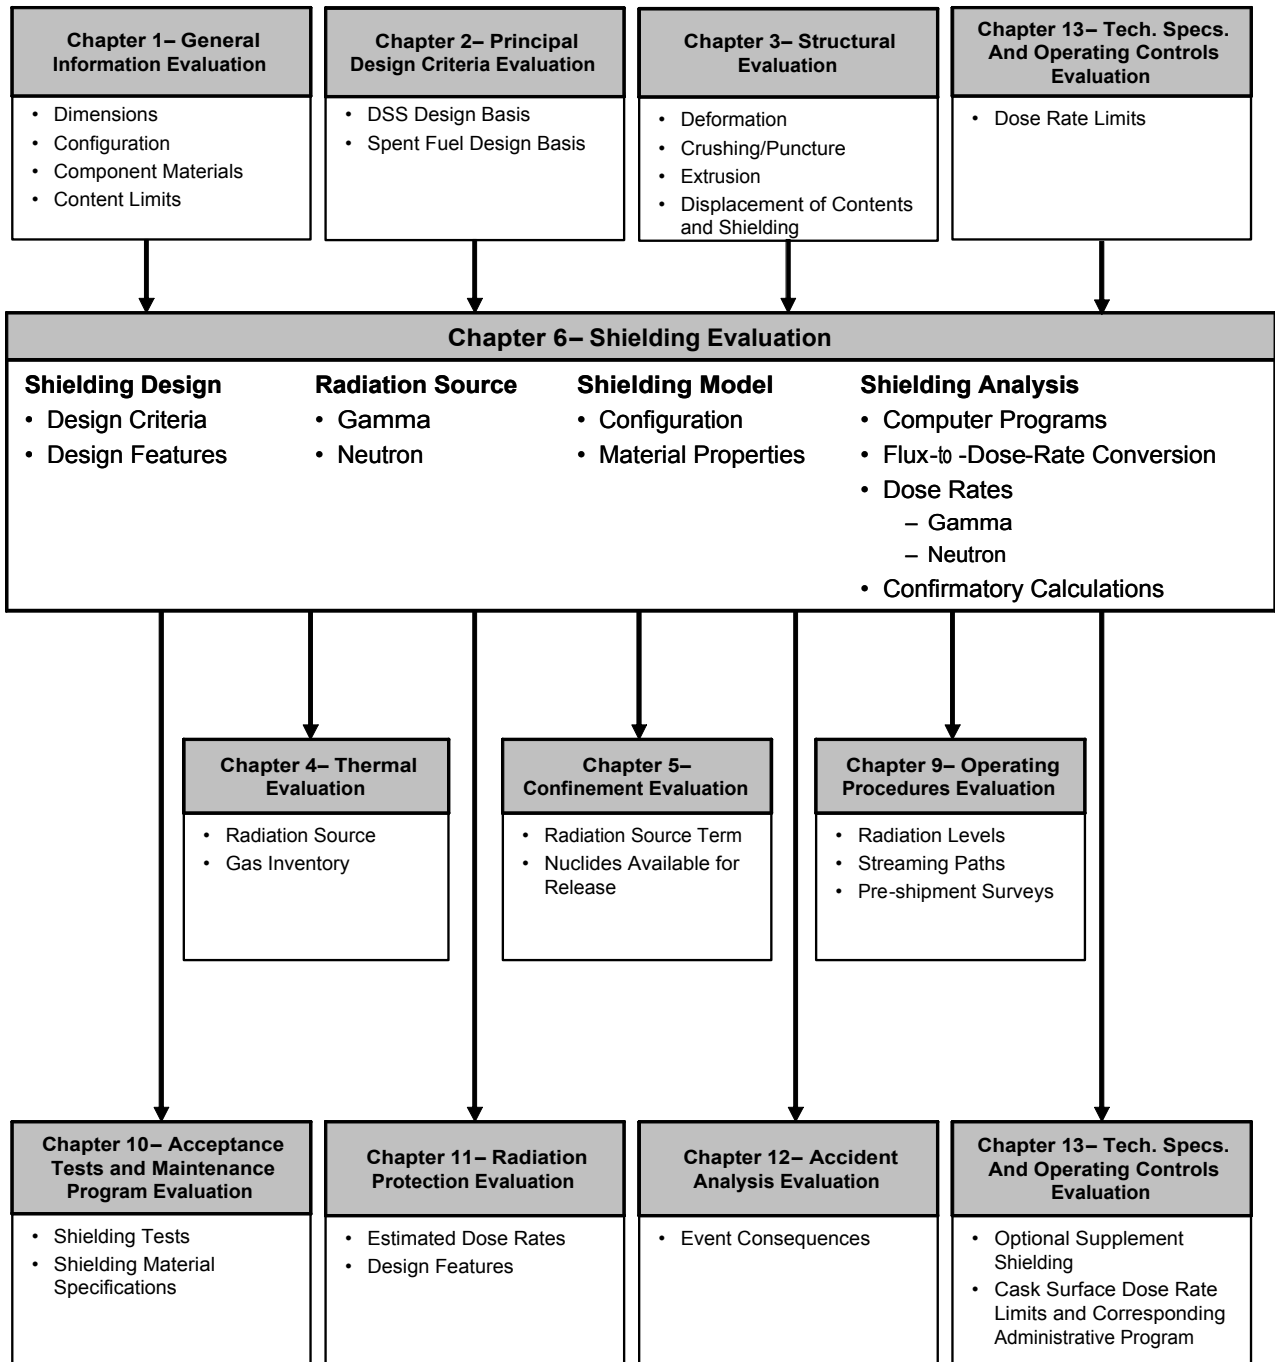 Chapter 1– General
Information Evaluation
• Dimensions
• Configuration
• Component Materials
• Content Limits
Chapter 2– Principal
Design Criteria Evaluation
• DSS Design Basis
• Spent Fuel Design Basis
Chapter 3– Structural
Evaluation
• Deformation
• Crushing/Puncture
• Extrusion
• Displacement of Contents
and Shielding
Chapter 13– Tech. Specs.
And Operating Controls
Evaluation
• Dose Rate Limits
Chapter 6– Shielding Evaluation
Shielding Design
• Design Criteria
• Design Features
Radiation Source
• Gamma
• Neutron
Shielding Model
• Configuration
• Material Properties
Shielding Analysis
• Computer Programs
• Flux-to -Dose-Rate Conversion
• Dose Rates
– Gamma
– Neutron
• Confirmatory Calculations
Chapter 4– Thermal
Evaluation
• Radiation Source
• Gas Inventory
Chapter 5–
Confinement Evaluation
• Radiation Source Term
• Nuclides Available for
Release
Chapter 9– Operating
Procedures Evaluation
• Radiation Levels
• Streaming Paths
• Pre-shipment Surveys
Chapter 10– Acceptance
Tests and Maintenance
Program Evaluation
• Shielding Tests
• Shielding Material
Specifications
Chapter 11– Radiation
Protection Evaluation
• Estimated Dose Rates
• Design Features
Chapter 12– Accident
Analysis Evaluation
• Event Consequences
Chapter 13– Tech. Specs.
And Operating Controls
Evaluation
• Optional Supplement
Shielding
• Cask Surface Dose Rate
Limits and Corresponding
Administrative Program